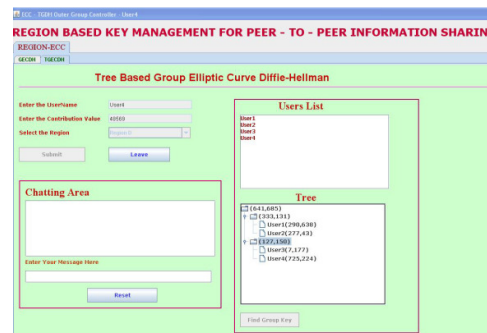 ECC - TGDH Outer Group Controller - User4
REGION BASED KEY MANAGEMENT FOR PEER - TO - PEER INFORMATION SHARIN
REGION-ECC
GECDH TGECDH
Tree Based Group Elliptic Curve Diffie-Hellman
Enter the UserName User4
Enter the Contribution Value 40500
Select the Region
Submit Leave
Chatting Area
Enter Your Message Here
Reset
Users List
User1
User2
User3
User4
Tree
(641,685)
(333,131)
User1(290,630)
User2(277,43)
(127,150)
User3(7,177)
User4(725,224)
Find Group Key